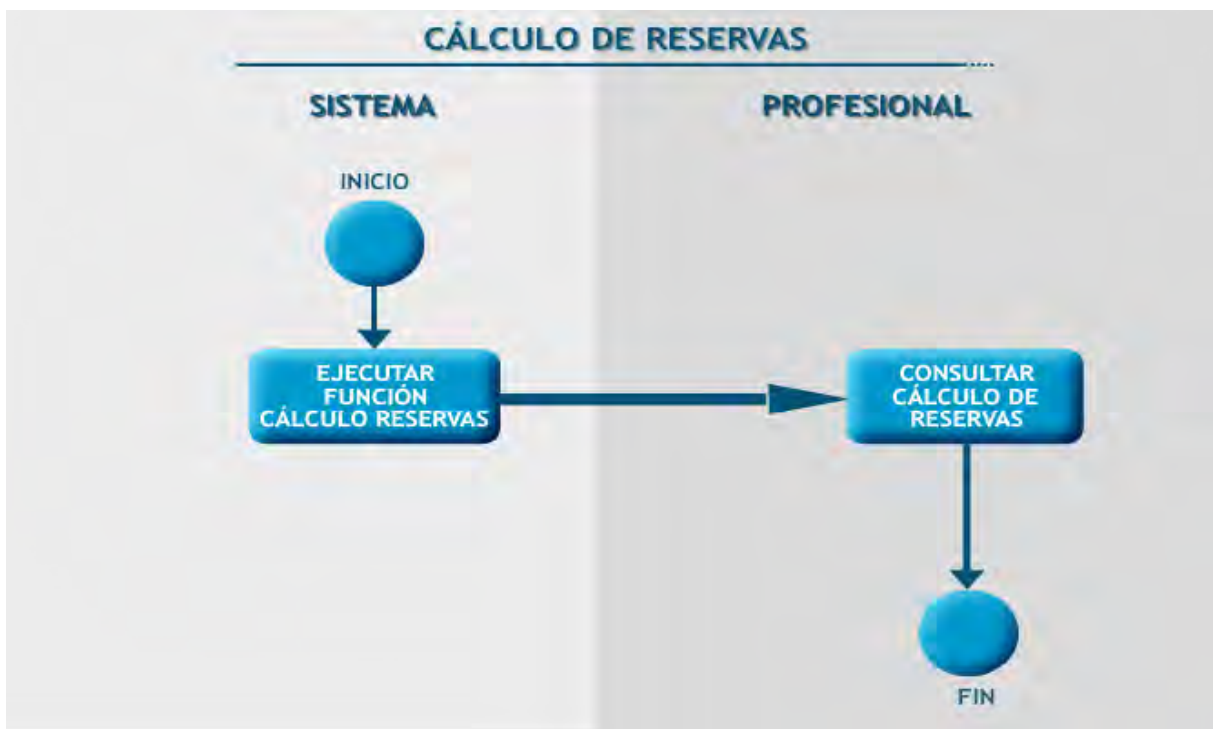 CÁLCULO DE RESERVAS
SISTEMA
PROFESIONAL
INICIO
EJECUTAR
FUNCIÓN
CÁLCULO RESERVAS
CONSULTAR
CÁLCULO DE
RESERVAS
FIN